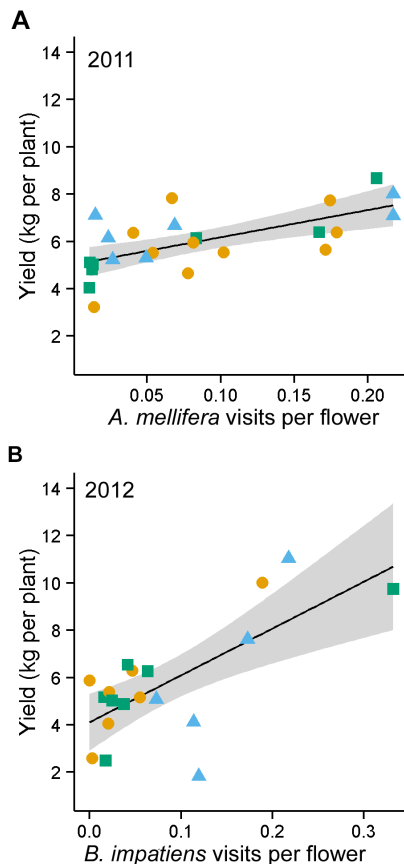 A
2011
14
12
10
8
6
4
2
Yield (kg per plant)
0.05 0.10 0.15 0.20
A. mellifera visits per flower
B
2012
14
12
10
8
6
4
2
Yield (kg per plant)
0.0 0.1 0.2 0.3
B. impatiens visits per flower